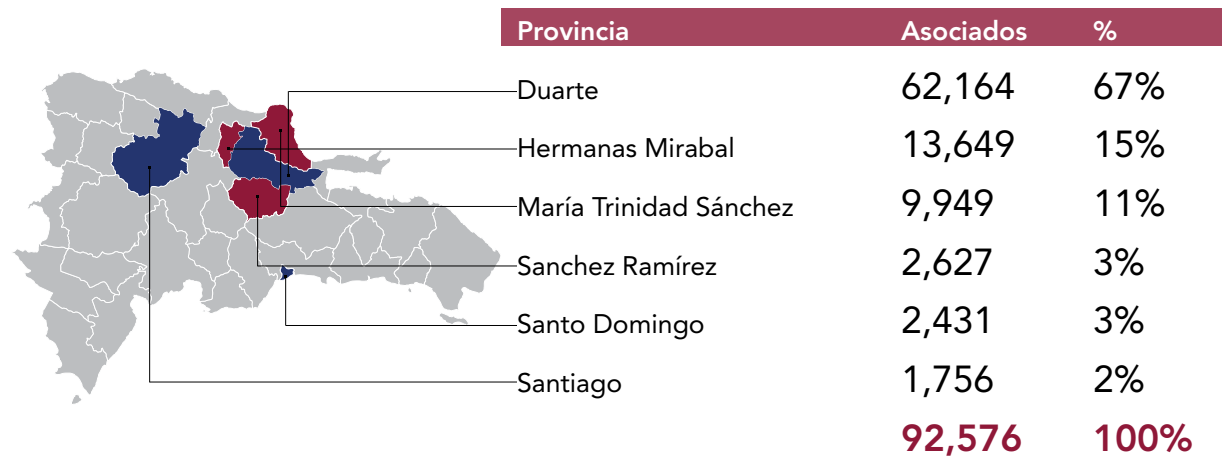 Provincia Asociados %
Duarte 62,164 67%
Hermanas Mirabal 13,649 15%
María Trinidad Sánchez 9,949 11%
Sanchez Ramírez 2,627 3%
Santo Domingo 2,431 3%
Santiago 1,756 2%
92,576 100%